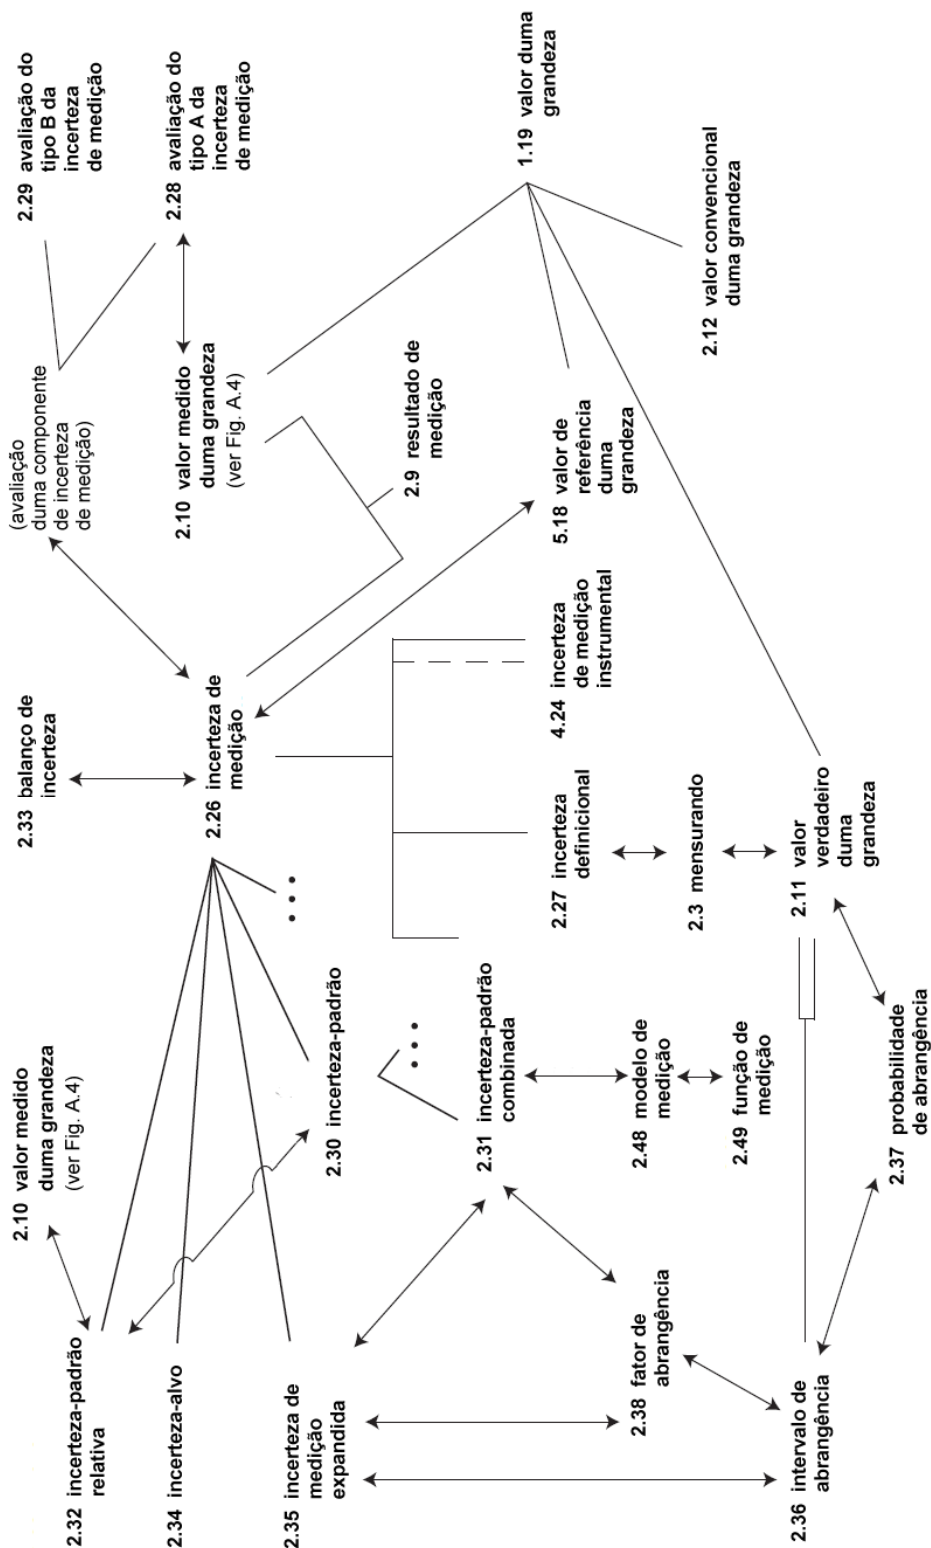 2.32 incerteza-padrão
relativa
2.10 valor medido
duma grandeza
(ver Fig. A.4)
2.33 balanço de
incerteza
(avaliação
duma componente
de incerteza
de medição)
2.29 avaliação do
tipo B da
incerteza
de medição
2.34 incerteza-alvo
2.26 incerteza de
medição
2.10 valor medido
duma grandeza
(ver Fig. A.4)
2.28 avaliação do
tipo A da
incerteza
de medição
2.35 incerteza de
medição
expandida
• • •
2.30 incerteza-padrão
2.9 resultado de
medição
• • •
2.31 incerteza-padrão
combinada
1.19 valor duma
grandeza
2.27 incerteza
definicional
4.24 incerteza
de medição
instrumental
5.18 valor de
referência
duma
grandeza
2.38 fator de
abrangência
2.48 modelo de
medição
2.3 mensurando
2.12 valor convencional
duma grandeza
2.49 função de
medição
2.36 intervalo de
abrangência
2.11 valor
verdadeiro
duma
grandeza
2.37 probabilidade
de abrangência